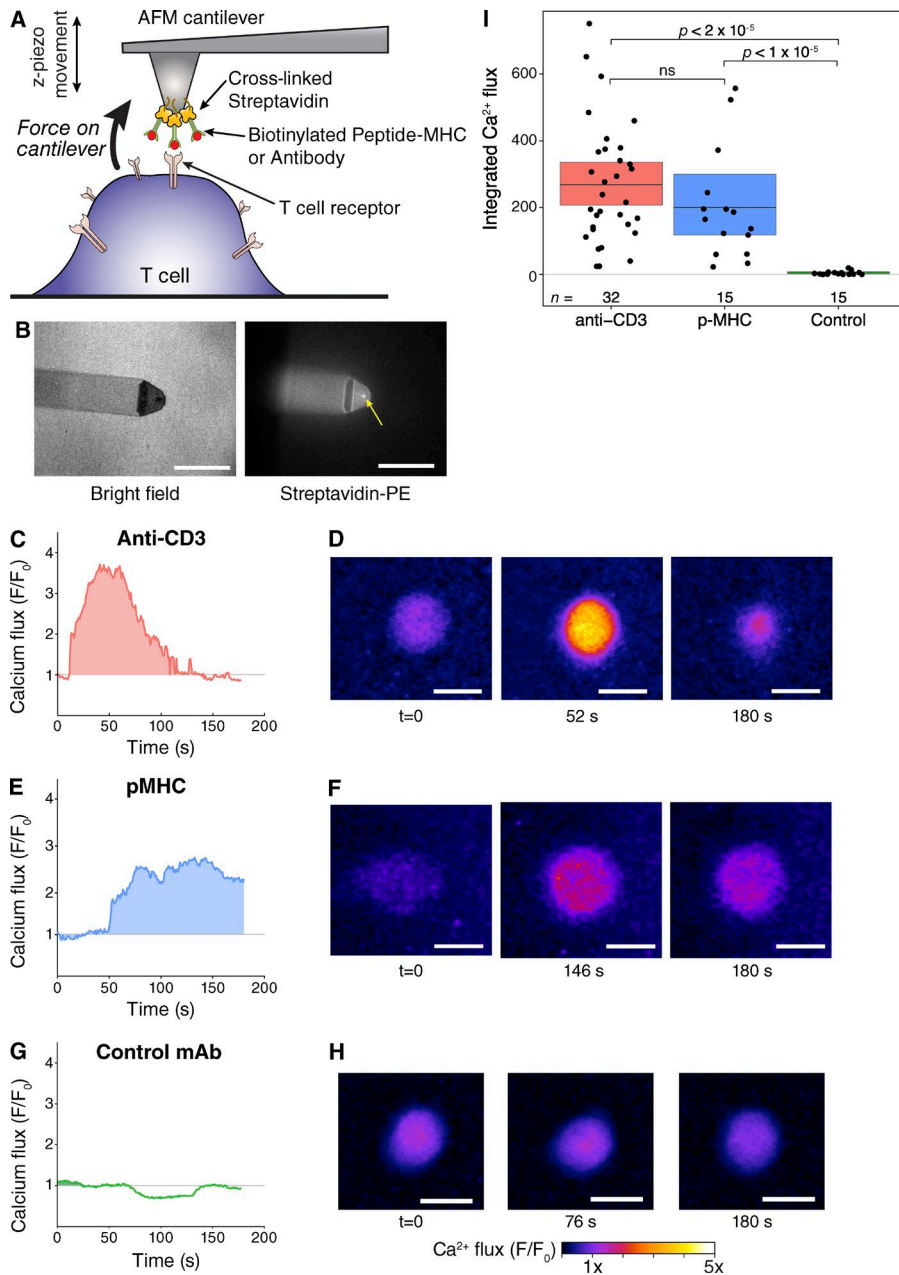 A
AFM cantilever
z-piezo
movement
Cross-linked
Streptavidin
Force on
cantilever
Biotinylated Peptide-MHC
or Antibody
T cell receptor
T cell
B
Bright field
Streptavidin-PE
C
Anti-CD3
Calcium flux (F/F₀)
4
3
2
1
0 50 100 150 200
Time (s)
D
t=0
52 s
180 s
E
pMHC
Calcium flux (F/F₀)
4
3
2
1
0 50 100 150 200
Time (s)
F
t=0
146 s
180 s
G
Control mAb
Calcium flux (F/F₀)
4
3
2
1
0 50 100 150 200
Time (s)
H
t=0
76 s
180 s
Ca²⁺ flux (F/F₀)
1x 5x
I
p < 2 x 10⁻⁵
p < 1 x 10⁻⁵
ns
Integrated Ca²⁺ flux
600
400
200
0
n = 32 15 15
anti–CD3 p-MHC Control